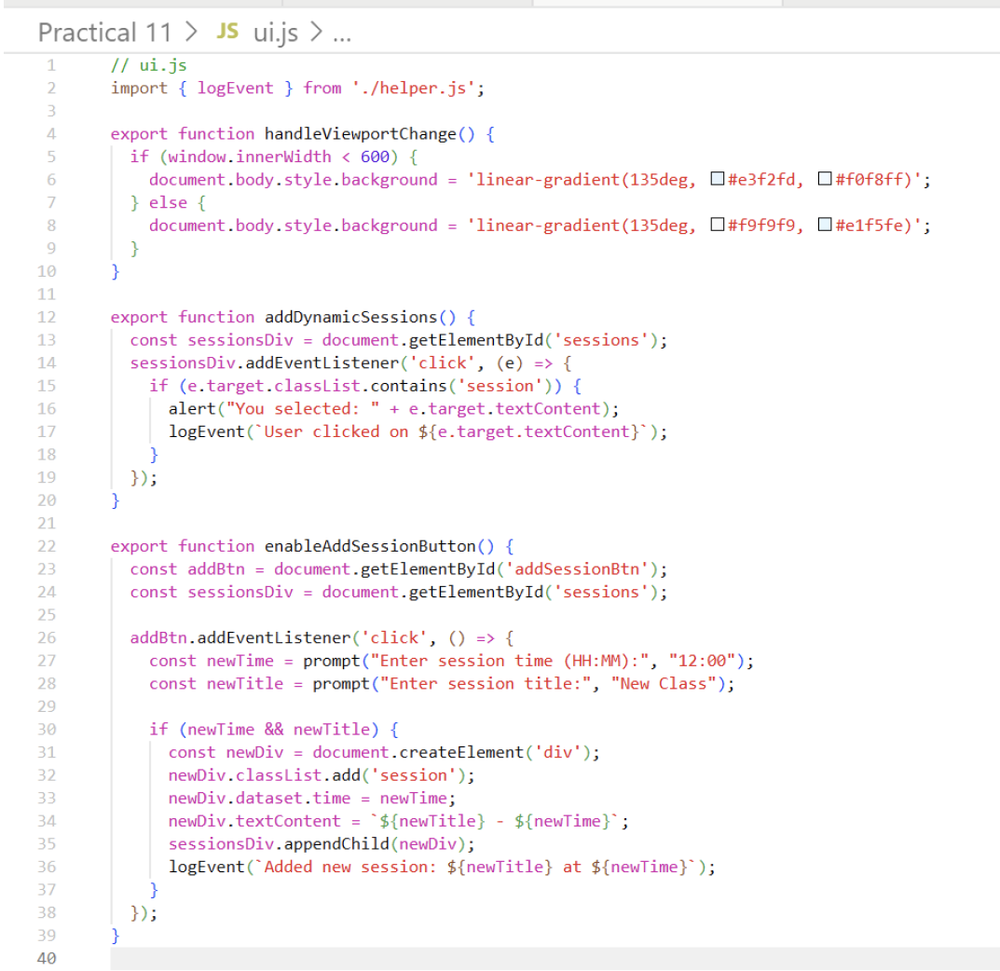 Practical 11 > JS ui.js > ...
1 // ui.js
2 import { logEvent } from './helper.js';
3
4 export function handleViewportChange() {
5   if (window.innerWidth < 600) {
6     document.body.style.background = 'linear-gradient(135deg, #e3f2fd, #f0f8ff)';
7   } else {
8     document.body.style.background = 'linear-gradient(135deg, #f9f9f9, #e1f5fe)';
9   }
10 }
11
12 export function addDynamicSessions() {
13   const sessionsDiv = document.getElementById('sessions');
14   sessionsDiv.addEventListener('click', (e) => {
15     if (e.target.classList.contains('session')) {
16       alert("You selected: " + e.target.textContent);
17       logEvent(`User clicked on ${e.target.textContent}`);
18     }
19   });
20 }
21
22 export function enableAddSessionButton() {
23   const addBtn = document.getElementById('addSessionBtn');
24   const sessionsDiv = document.getElementById('sessions');
25
26   addBtn.addEventListener('click', () => {
27     const newTime = prompt("Enter session time (HH:MM):", "12:00");
28     const newTitle = prompt("Enter session title:", "New Class");
29
30     if (newTime && newTitle) {
31       const newDiv = document.createElement('div');
32       newDiv.classList.add('session');
33       newDiv.dataset.time = newTime;
34       newDiv.textContent = `${newTitle} - ${newTime}`;
35       sessionsDiv.appendChild(newDiv);
36       logEvent(`Added new session: ${newTitle} at ${newTime}`);
37     }
38   });
39 }
40